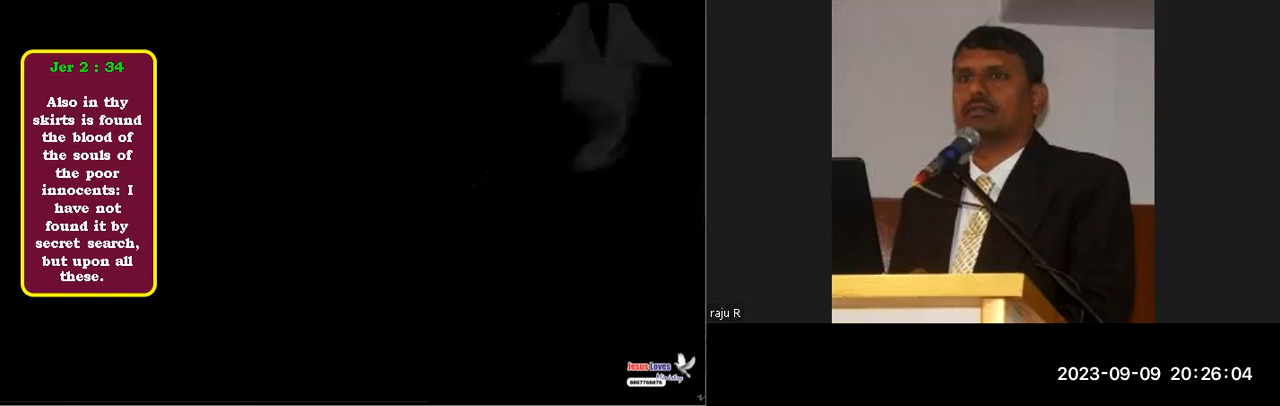 Jer 2 : 34
Also in thy
skirts is found
the blood of
the souls of
the poor
innocents: I
have not
found it by
secret search,
but upon all
these.
Jesus Loves
Ministry
8867768676
raju R
2023-09-09 20:26:04